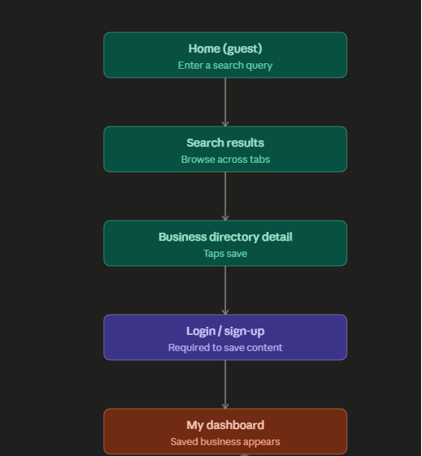 Home (guest)
Enter a search query
Search results
Browse across tabs
Business directory detail
Taps save
Login / sign-up
Required to save content
My dashboard
Saved business appears